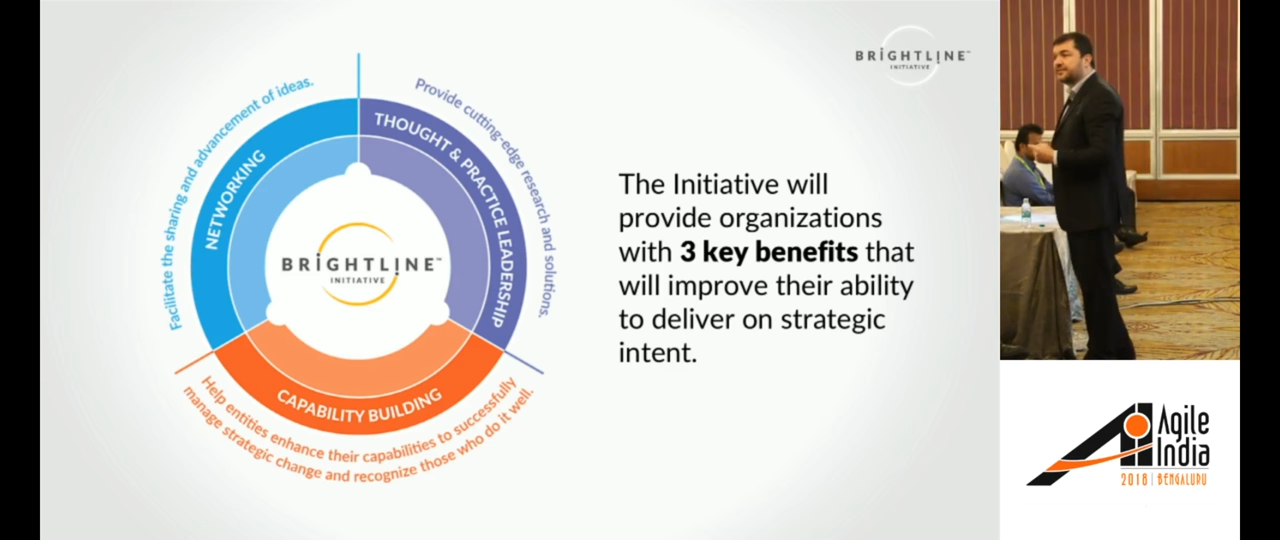 BRIGHTLINE™
INITIATIVE
Facilitate the sharing and advancement of ideas.
NETWORKING
Provide cutting-edge research and solutions.
THOUGHT & PRACTICE LEADERSHIP
BRIGHTLINE™
INITIATIVE
CAPABILITY BUILDING
Help entities enhance their capabilities to successfully
manage strategic change and recognize those who do it well.
The Initiative will
provide organizations
with 3 key benefits that
will improve their ability
to deliver on strategic
intent.
Agile
India
2018 | BENGALURU